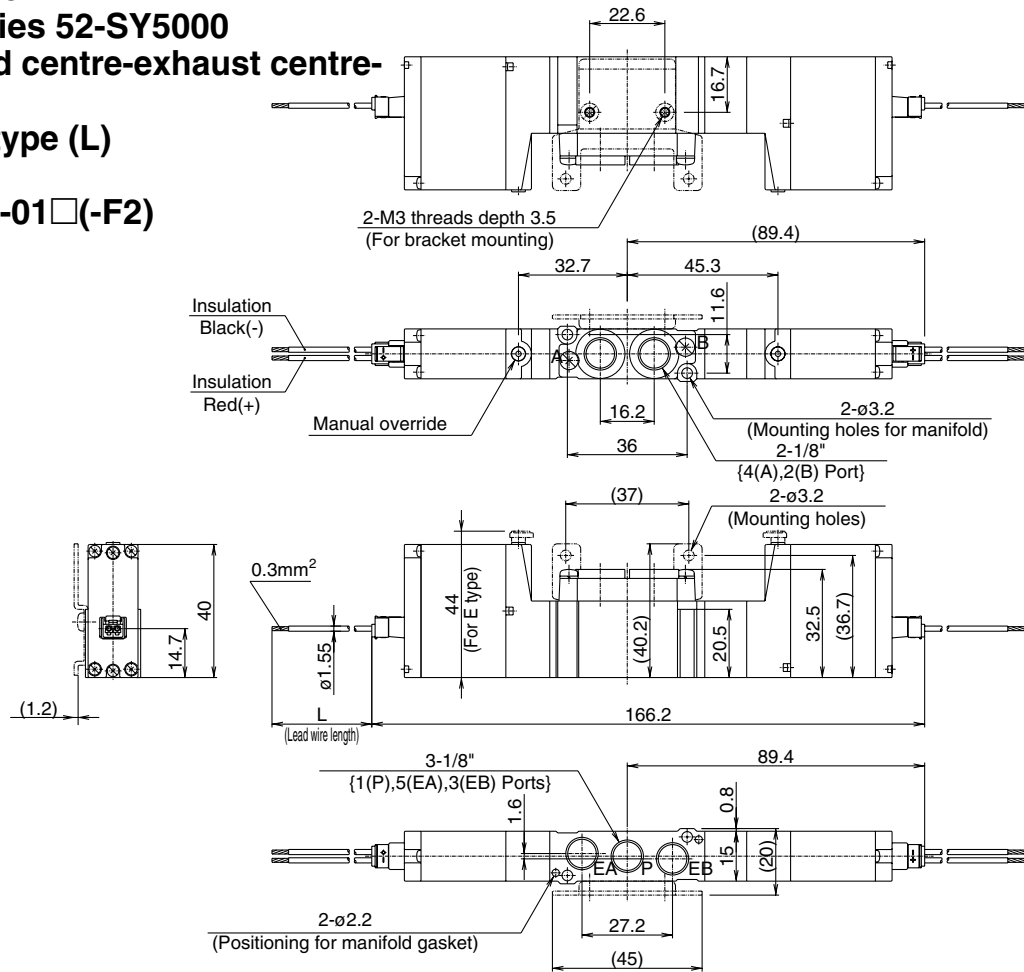 ies 52-SY5000
d centre-exhaust centre-
type (L)
-01□(-F2)
22.6
16.7
2-M3 threads depth 3.5
(For bracket mounting)
(89.4)
32.7
45.3
11.6
Insulation
Black(-)
Insulation
Red(+)
A
B
Manual override
16.2
36
2-ø3.2
(Mounting holes for manifold)
2-1/8"
{4(A),2(B) Port}
(37)
2-ø3.2
(Mounting holes)
0.3mm²
40
14.7
(1.2)
ø1.55
44
(For E type)
(40.2)
20.5
32.5
(36.7)
L
(Lead wire length)
166.2
3-1/8"
{1(P),5(EA),3(EB) Ports}
89.4
1.6
0.8
15
(20)
EA
P
EB
2-ø2.2
(Positioning for manifold gasket)
27.2
(45)